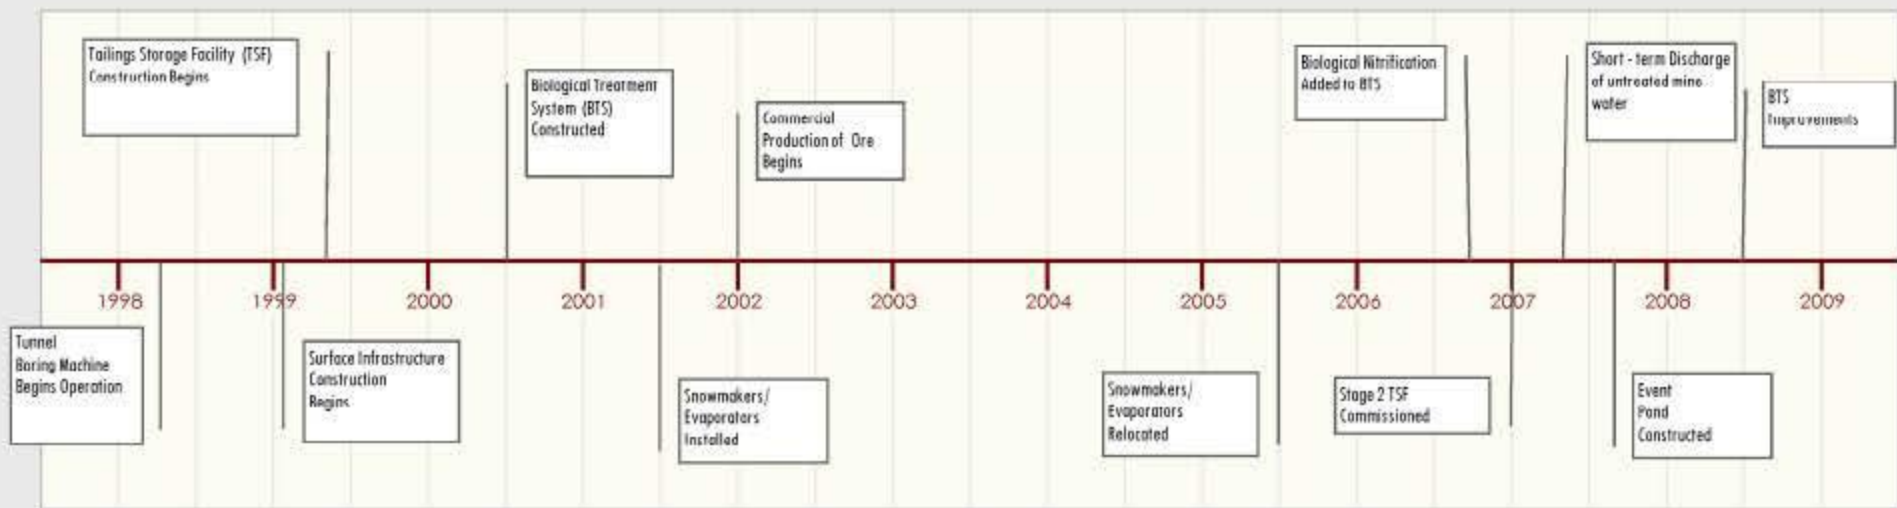 Tailings Storage Facility (TSF)
Construction Begins
Biological Treatment
System (BTS)
Constructed
Commercial
Production of Ore
Begins
Biological Nitrification
Added to BTS
Short - term Discharge
of untreated mine
water
BTS
Improvements
1998
1999
2000
2001
2002
2003
2004
2005
2006
2007
2008
2009
Tunnel
Boring Machine
Begins Operation
Surface Infrastructure
Construction
Begins
Snowmakers/
Evaporators
Installed
Snowmakers/
Evaporators
Relocated
Stage 2 TSF
Commissioned
Event
Pond
Constructed